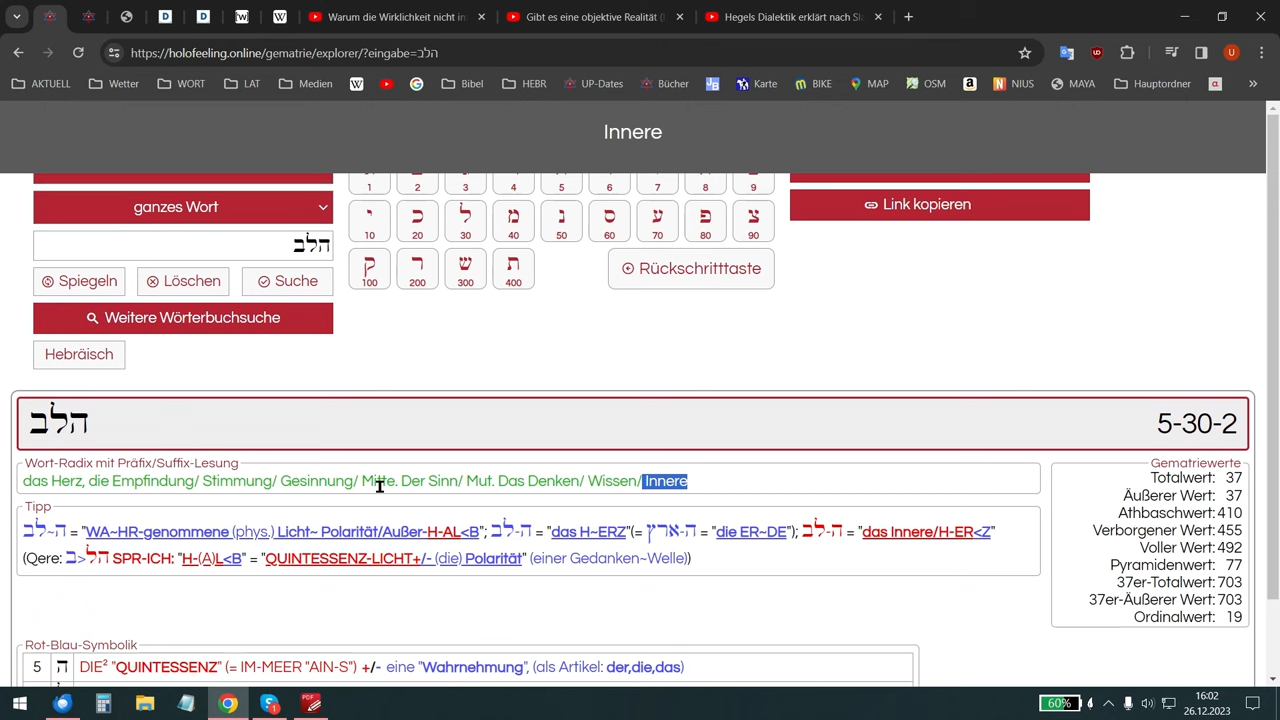 Warum die Wirklichkeit nicht in
Gibt es eine objektive Realität (
Hegels Dialektik erklärt nach Sl
https://holofeeling.online/gematrie/explorer/?eingabe=הלב
AKTUELL
Wetter
WORT
LAT
Medien
Bibel
HEBR
UP-Dates
Bücher
Karte
BIKE
MAP
OSM
NIUS
MAYA
Hauptordner
Innere
1 2 3 4 5 6 7 8 9
ganzes Wort
י כ ל מ נ ס ע פ צ
10 20 30 40 50 60 70 80 90
Link kopieren
הלב
ק ר ש ת
100 200 300 400
Rückschritttaste
Spiegeln
Löschen
Suche
Weitere Wörterbuchsuche
Hebräisch
הלב
5-30-2
Wort-Radix mit Präfix/Suffix-Lesung
das Herz, die Empfindung/ Stimmung/ Gesinnung/ Mitte. Der Sinn/ Mut. Das Denken/ Wissen/ Innere
Tipp
ה~לב = "WA~HR-genommene (phys.) Licht~ Polarität/Außer-H-AL<B"; ה-לב = "das H~ERZ"(= ה-ארץ = "die ER~DE"); ה-לב = "das Innere/H-ER<Z"
(Qere: הל<ב SPR-ICH: "H-(A)L<B" = "QUINTESSENZ-LICHT+/- (die) Polarität" (einer Gedanken~Welle))
Gematriewerte
Totalwert: 37
Äußerer Wert: 37
Athbaschwert: 410
Verborgener Wert: 455
Voller Wert: 492
Pyramidenwert: 77
37er-Totalwert: 703
37er-Äußerer Wert: 703
Ordinalwert: 19
Rot-Blau-Symbolik
5 ה DIE² "QUINTESSENZ" (= IM-MEER "AIN-S") +/- eine "Wahrnehmung", (als Artikel: der,die,das)
60%
16:02
26.12.2023